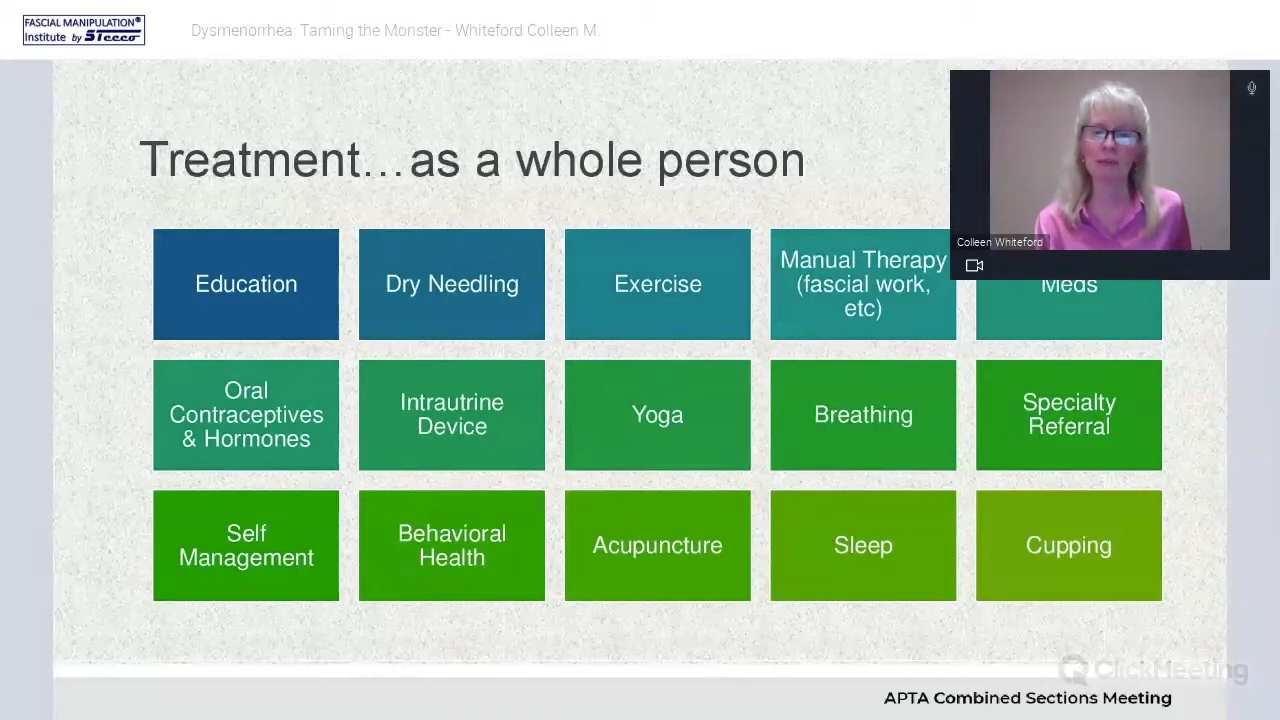 FASCIAL MANIPULATION®
Institute by Stecco
Dysmenorrhea. Taming the Monster - Whiteford Colleen M.
Treatment...as a whole person
Colleen Whiteford
Education
Dry Needling
Exercise
Manual Therapy
(fascial work,
etc)
Meds
Oral
Contraceptives
& Hormones
Intrautrine
Device
Yoga
Breathing
Specialty
Referral
Self
Management
Behavioral
Health
Acupuncture
Sleep
Cupping
ClickMeeting
APTA Combined Sections Meeting